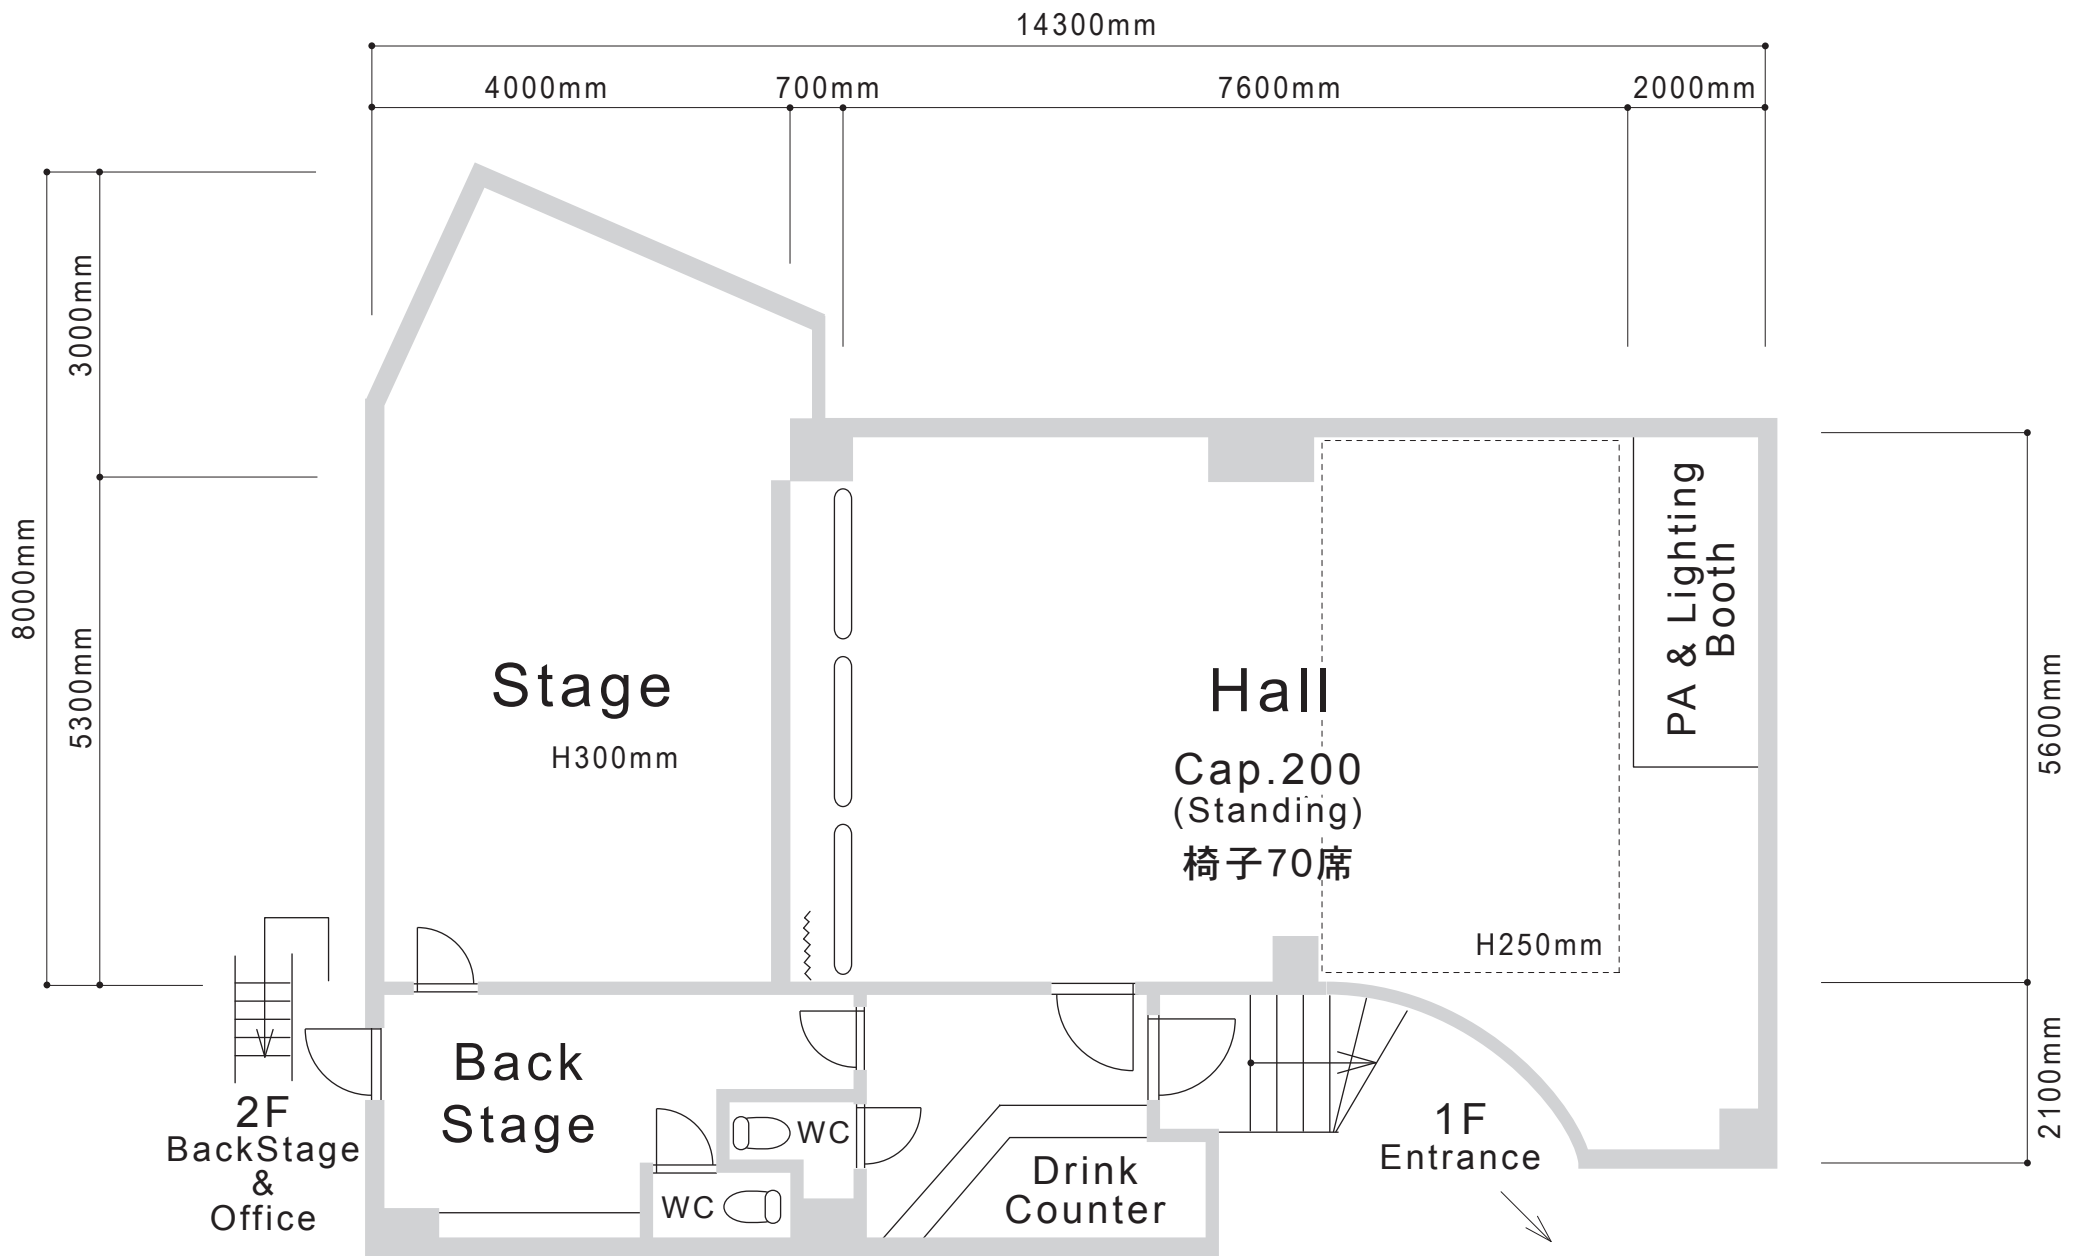 14300mm
4000mm
700mm
7600mm
2000mm
3000mm
8000mm
5300mm
Stage
H300mm
Hall
Cap.200
(Standing)
椅子70席
H250mm
PA & Lighting
Booth
5600mm
2100mm
Back
Stage
WC
WC
Drink
Counter
1F
Entrance
2F
BackStage
&
Office